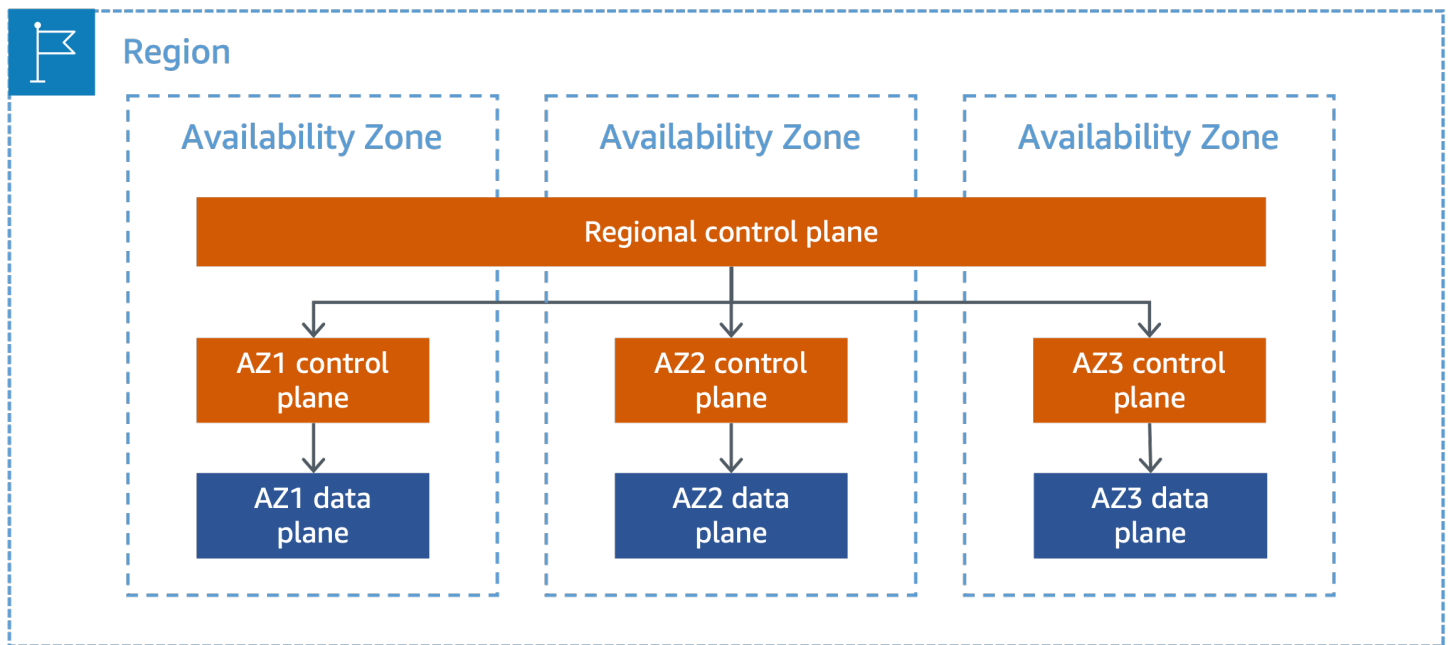 Region
Availability Zone
Availability Zone
Availability Zone
Regional control plane
AZ1 control
plane
AZ2 control
plane
AZ3 control
plane
AZ1 data
plane
AZ2 data
plane
AZ3 data
plane